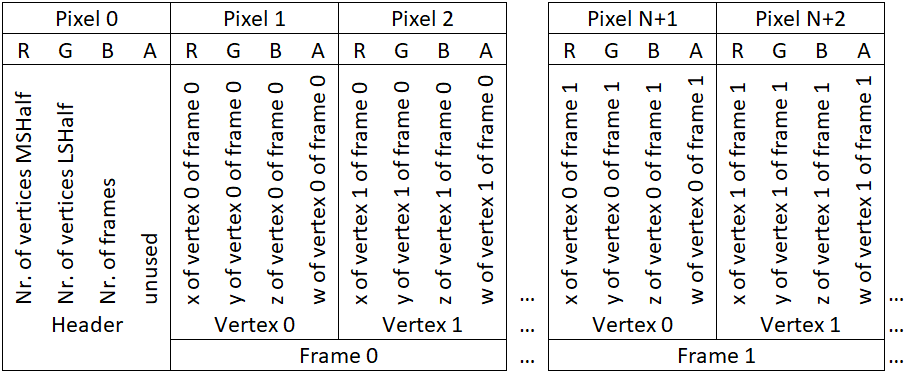 Pixel 0 Pixel 1 Pixel 2 Pixel N+1 Pixel N+2
R G B A R G B A R G B A R G B A R G B A
Nr. of vertices MSHalf
Nr. of vertices LSHalf
Nr. of frames
unused
x of vertex 0 of frame 0
y of vertex 0 of frame 0
z of vertex 0 of frame 0
w of vertex 0 of frame 0
x of vertex 1 of frame 0
y of vertex 1 of frame 0
z of vertex 1 of frame 0
w of vertex 1 of frame 0
...
x of vertex 0 of frame 1
y of vertex 0 of frame 1
z of vertex 0 of frame 1
w of vertex 0 of frame 1
x of vertex 1 of frame 1
y of vertex 1 of frame 1
z of vertex 1 of frame 1
w of vertex 1 of frame 1
...
Header Vertex 0 Vertex 1 ... Vertex 0 Vertex 1 ...
Frame 0 ... Frame 1 ...